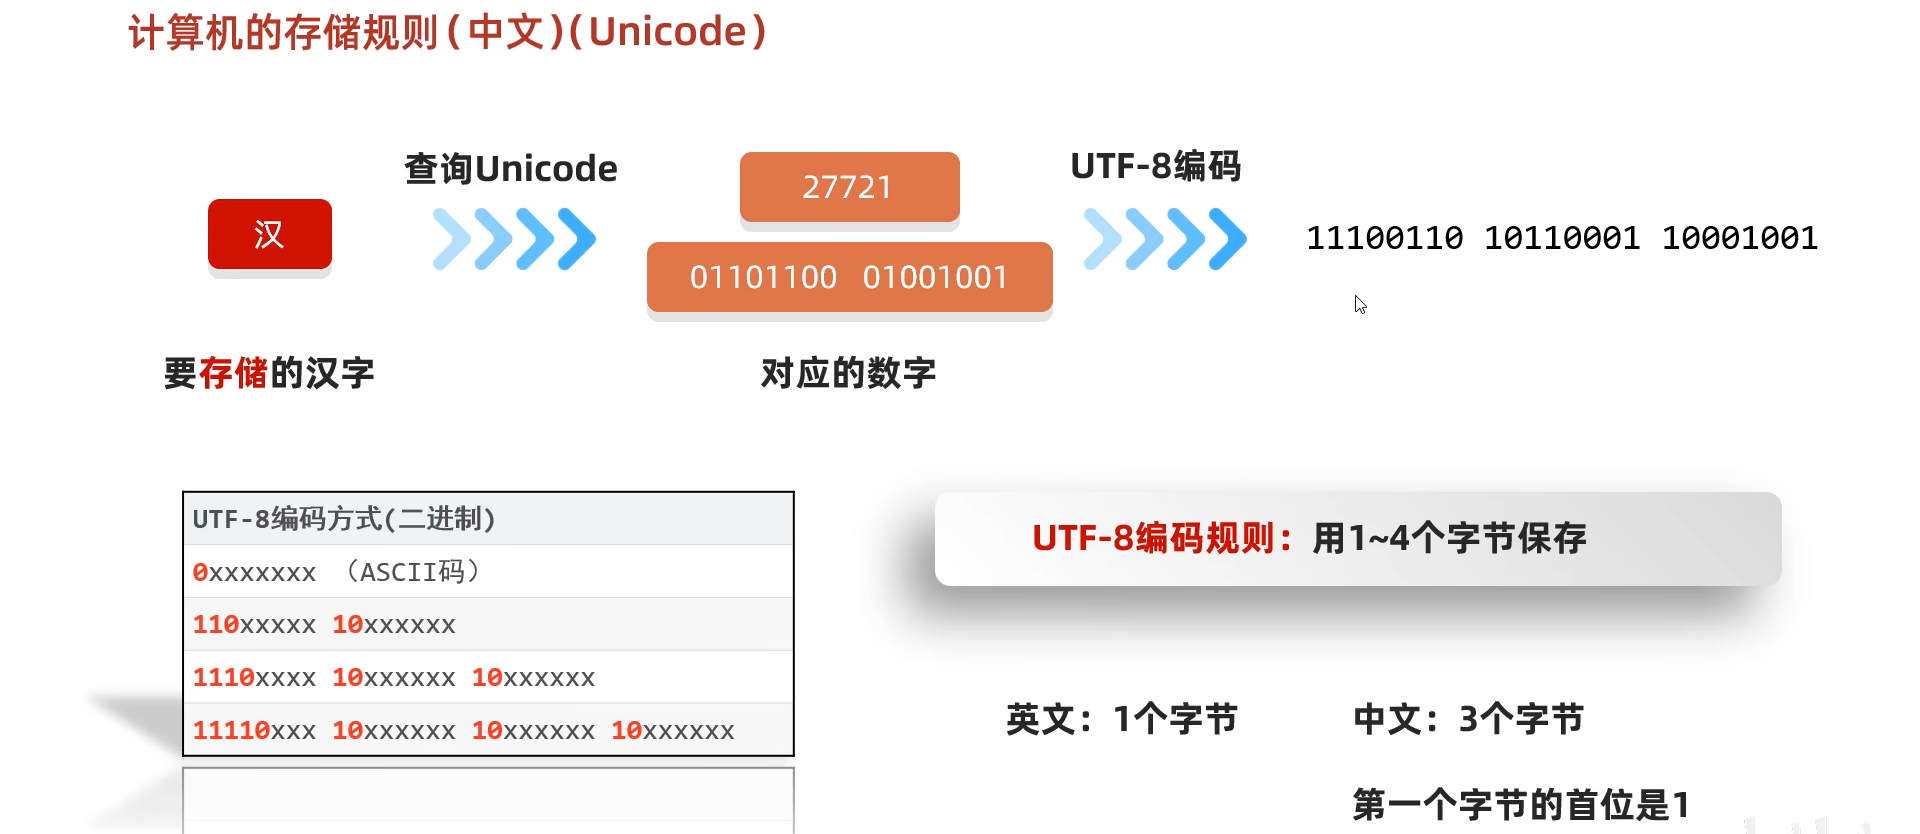 计算机的存储规则(中文)(Unicode)
查询Unicode
UTF-8编码
汉
27721
01101100 01001001
11100110 10110001 10001001
要存储的汉字
对应的数字
UTF-8编码方式(二进制)
0xxxxxxx （ASCII码）
110xxxxx 10xxxxxx
1110xxxx 10xxxxxx 10xxxxxx
11110xxx 10xxxxxx 10xxxxxx 10xxxxxx
UTF-8编码规则：用1~4个字节保存
英文：1个字节
中文：3个字节
第一个字节的首位是1